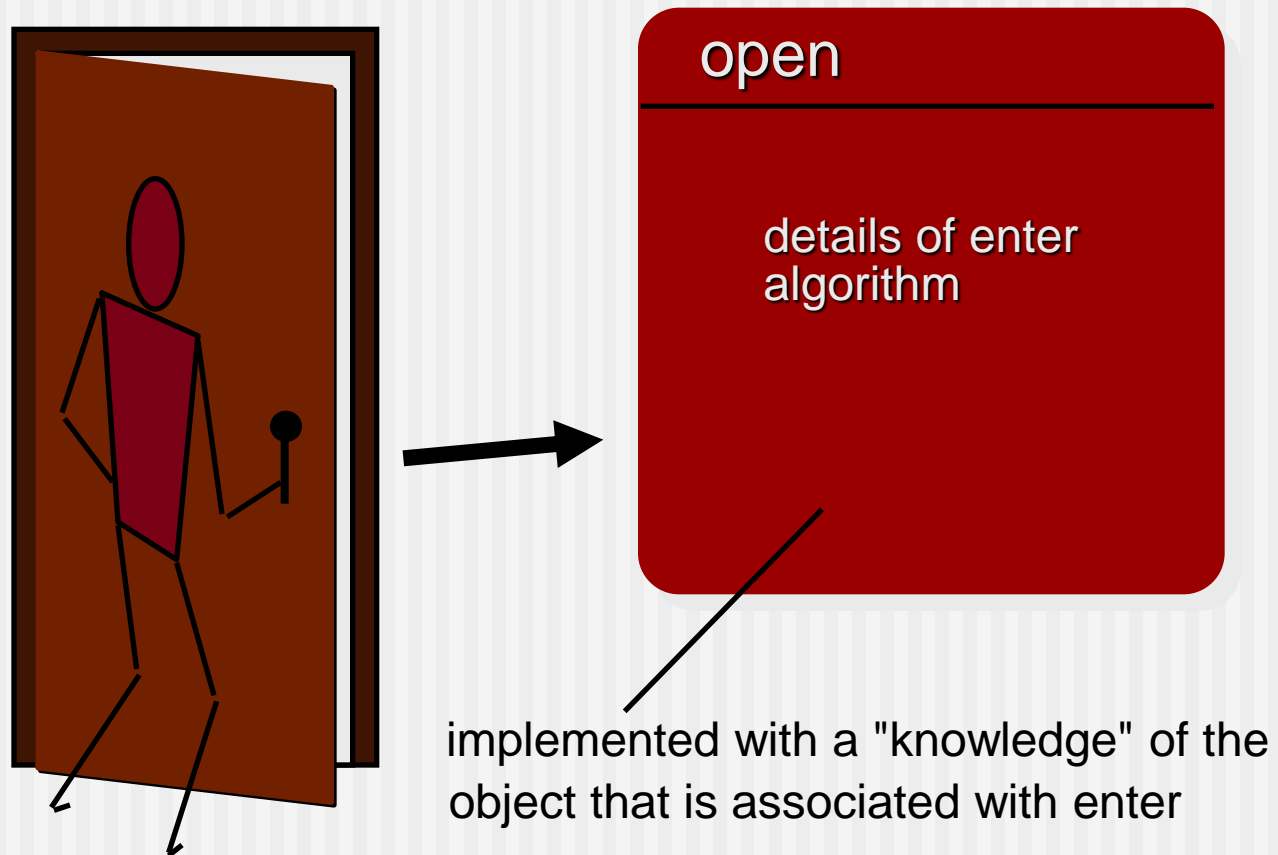 open
details of enter
algorithm
implemented with a "knowledge" of the
object that is associated with enter